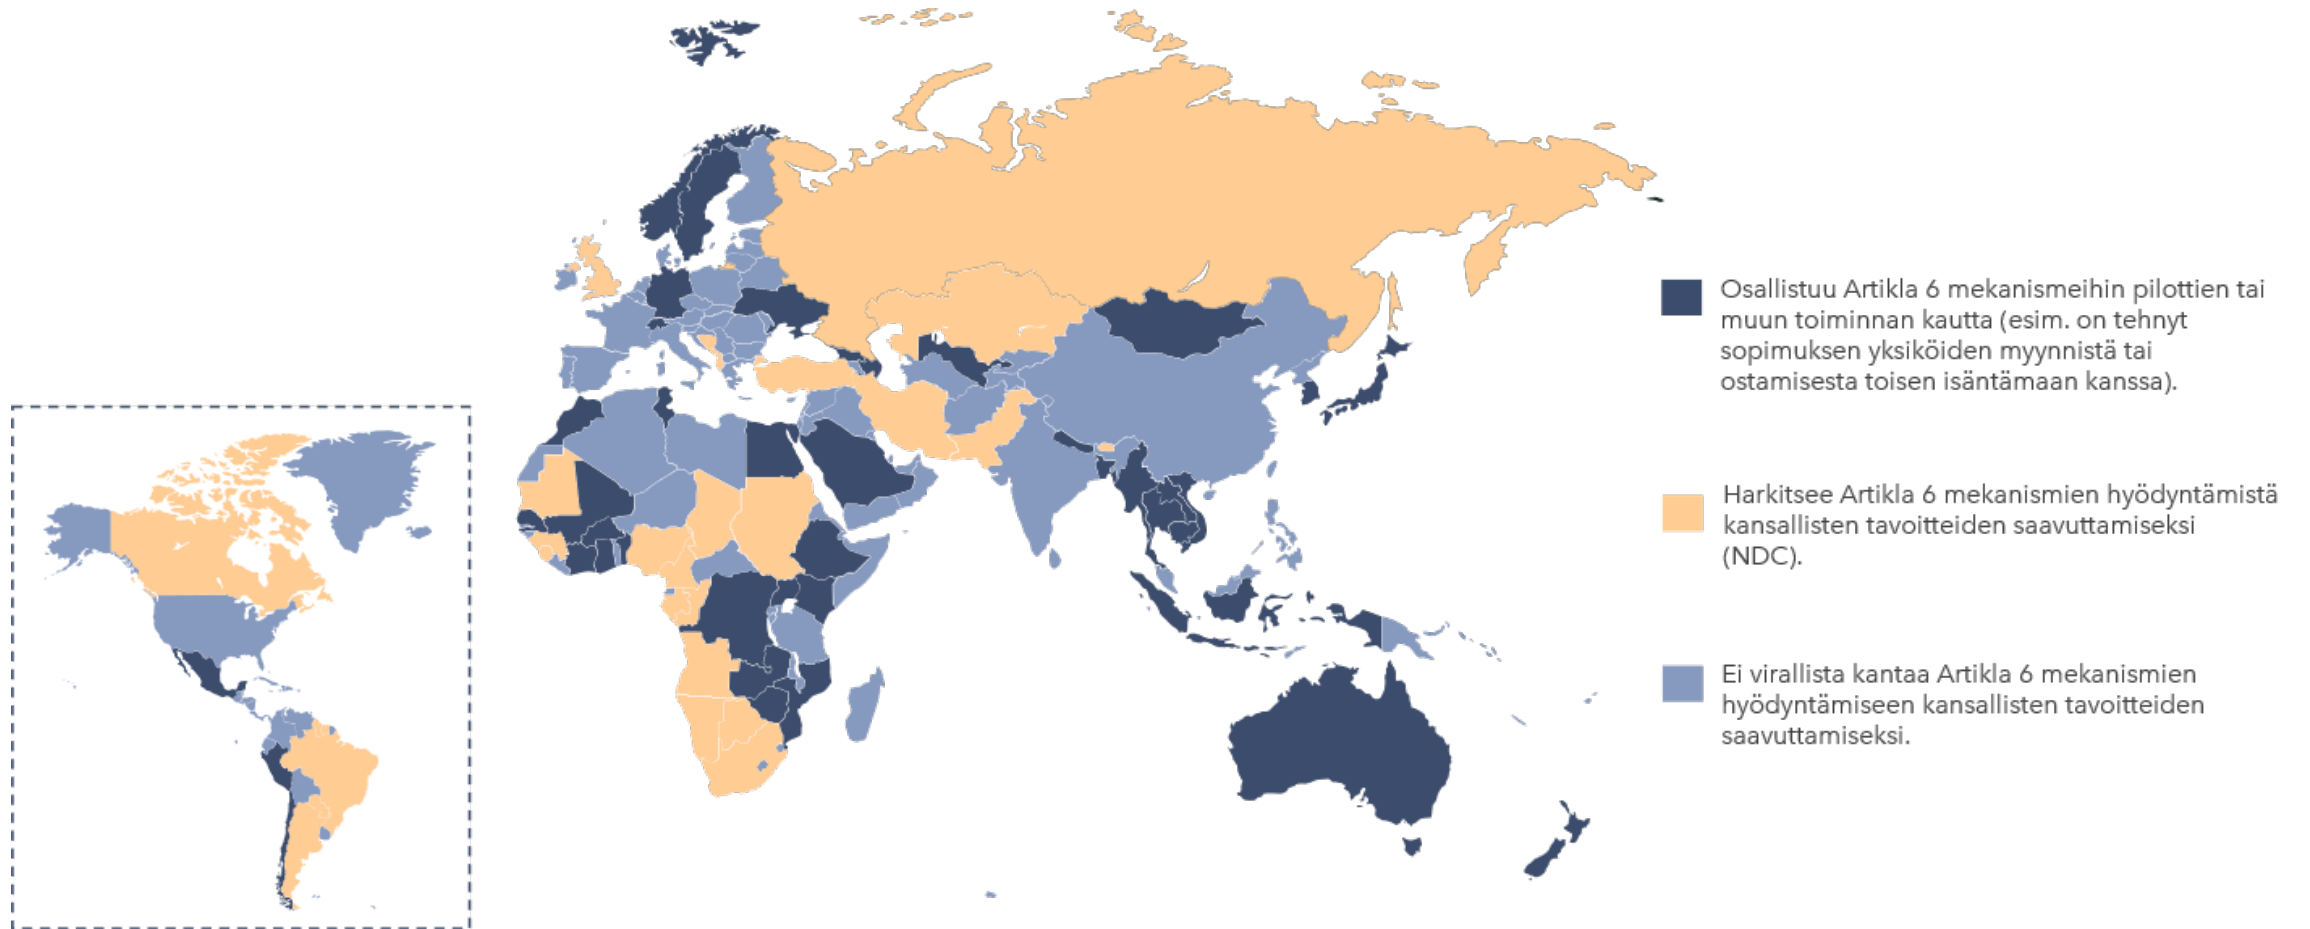 Osallistuu Artikla 6 mekanismeihin pilottien tai
muun toiminnan kautta (esim. on tehnyt
sopimuksen yksiköiden myynnistä tai
ostamisesta toisen isäntämaan kanssa).
Harkitsee Artikla 6 mekanismien hyödyntämistä
kansallisten tavoitteiden saavuttamiseksi
(NDC).
Ei virallista kantaa Artikla 6 mekanismien
hyödyntämiseen kansallisten tavoitteiden
saavuttamiseksi.